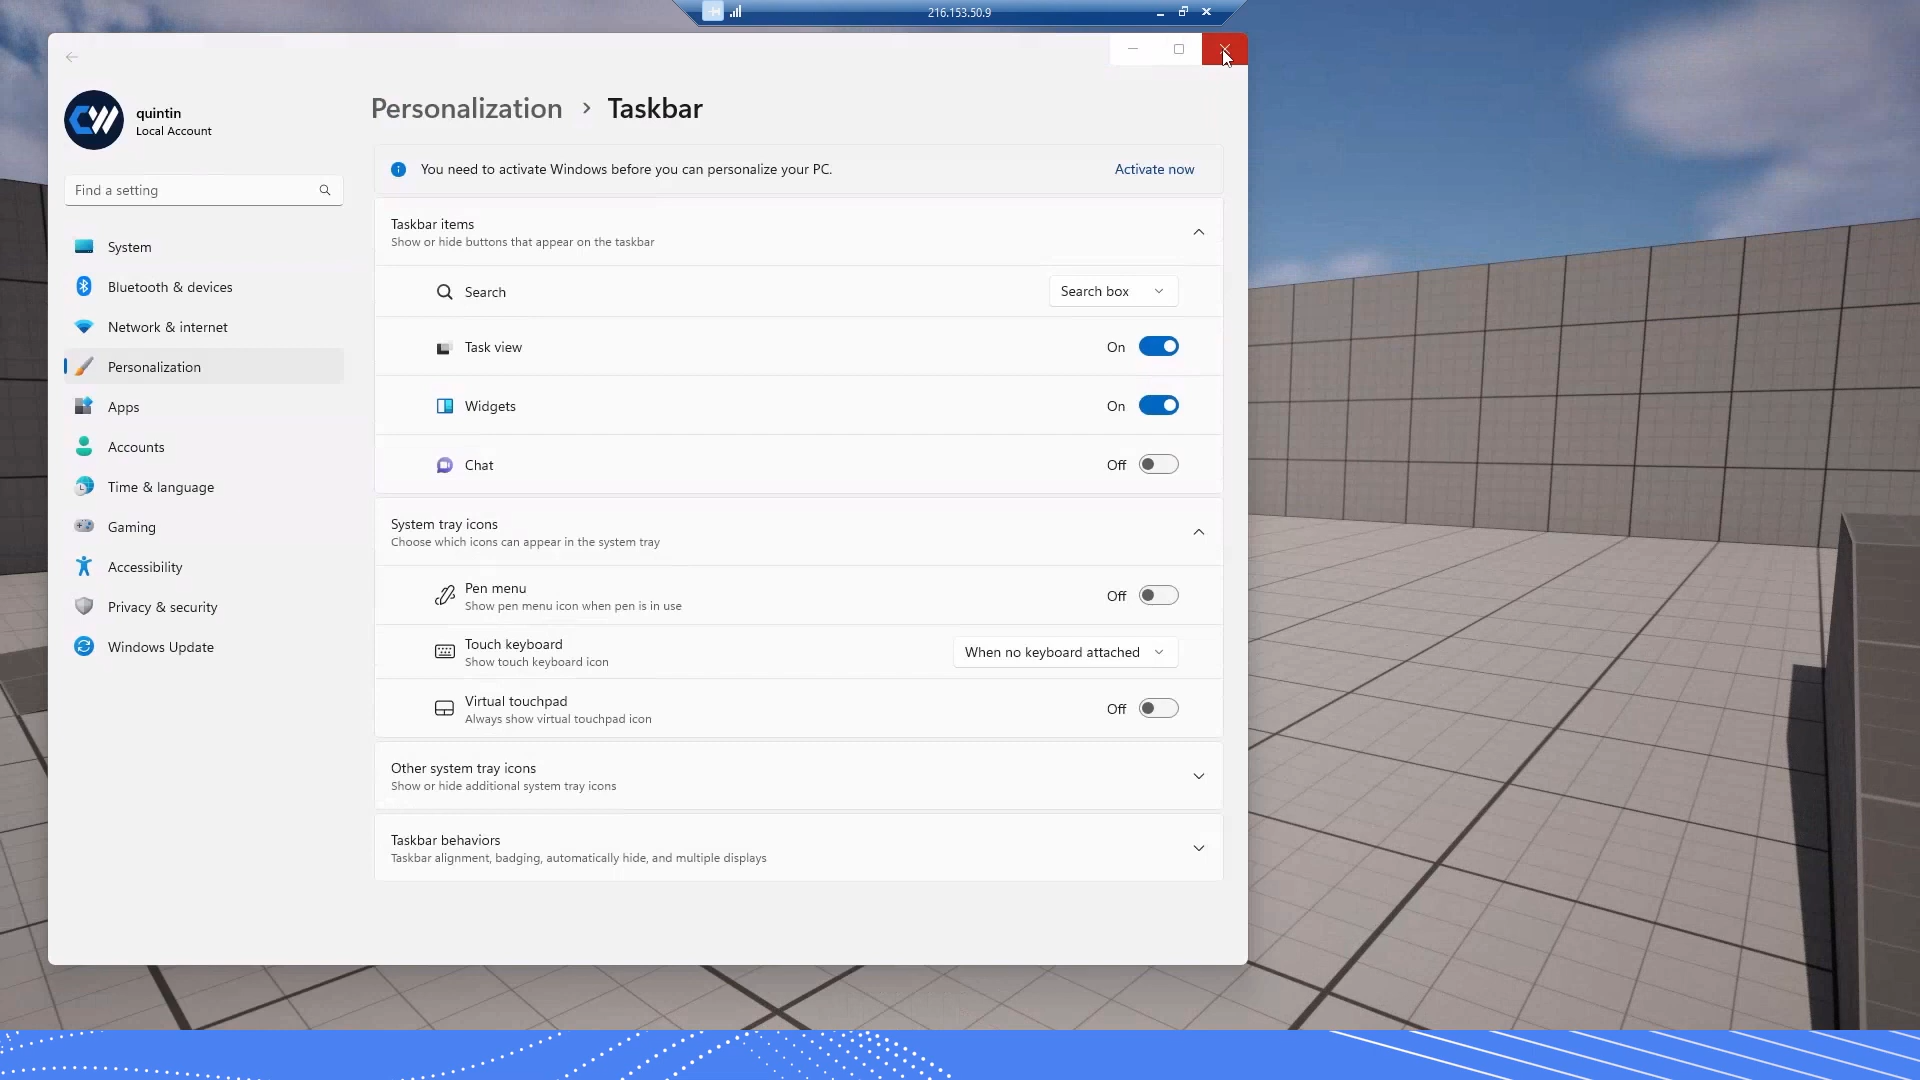 216.153.50.9
quintin
Local Account
Find a setting
System
Bluetooth & devices
Network & internet
Personalization
Apps
Accounts
Time & language
Gaming
Accessibility
Privacy & security
Windows Update
Personalization > Taskbar
You need to activate Windows before you can personalize your PC. Activate now
Taskbar items
Show or hide buttons that appear on the taskbar
Search Search box
Task view On
Widgets On
Chat Off
System tray icons
Choose which icons can appear in the system tray
Pen menu
Show pen menu icon when pen is in use
Off
Touch keyboard
Show touch keyboard icon
When no keyboard attached
Virtual touchpad
Always show virtual touchpad icon
Off
Other system tray icons
Show or hide additional system tray icons
Taskbar behaviors
Taskbar alignment, badging, automatically hide, and multiple displays